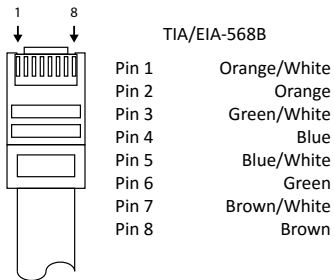 1 8
TIA/EIA-568B
Pin 1 Orange/White
Pin 2 Orange
Pin 3 Green/White
Pin 4 Blue
Pin 5 Blue/White
Pin 6 Green
Pin 7 Brown/White
Pin 8 Brown